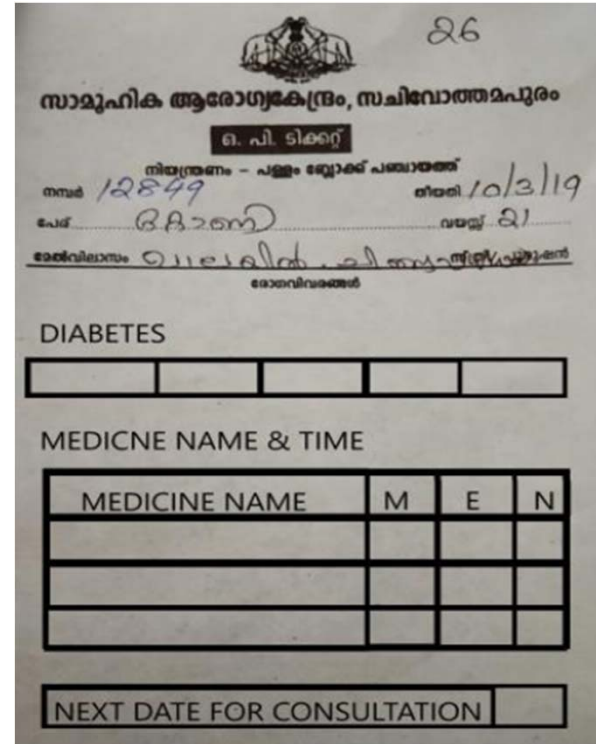 26
സാമൂഹിക ആരോഗ്യകേന്ദ്രം, സചിവോത്തമപുരം
ഒ. പി. ടിക്കറ്റ്
നിയന്ത്രണം - പള്ളം ബ്ലോക്ക് പഞ്ചായത്ത്
നമ്പർ 12849 തീയതി 10/3/19
പേര് വയസ്സ് 21
മേൽവിലാസം സ്ത്രീ/പുരുഷൻ
രോഗവിവരങ്ങൾ
DIABETES
MEDICNE NAME & TIME
MEDICINE NAME M E N
NEXT DATE FOR CONSULTATION